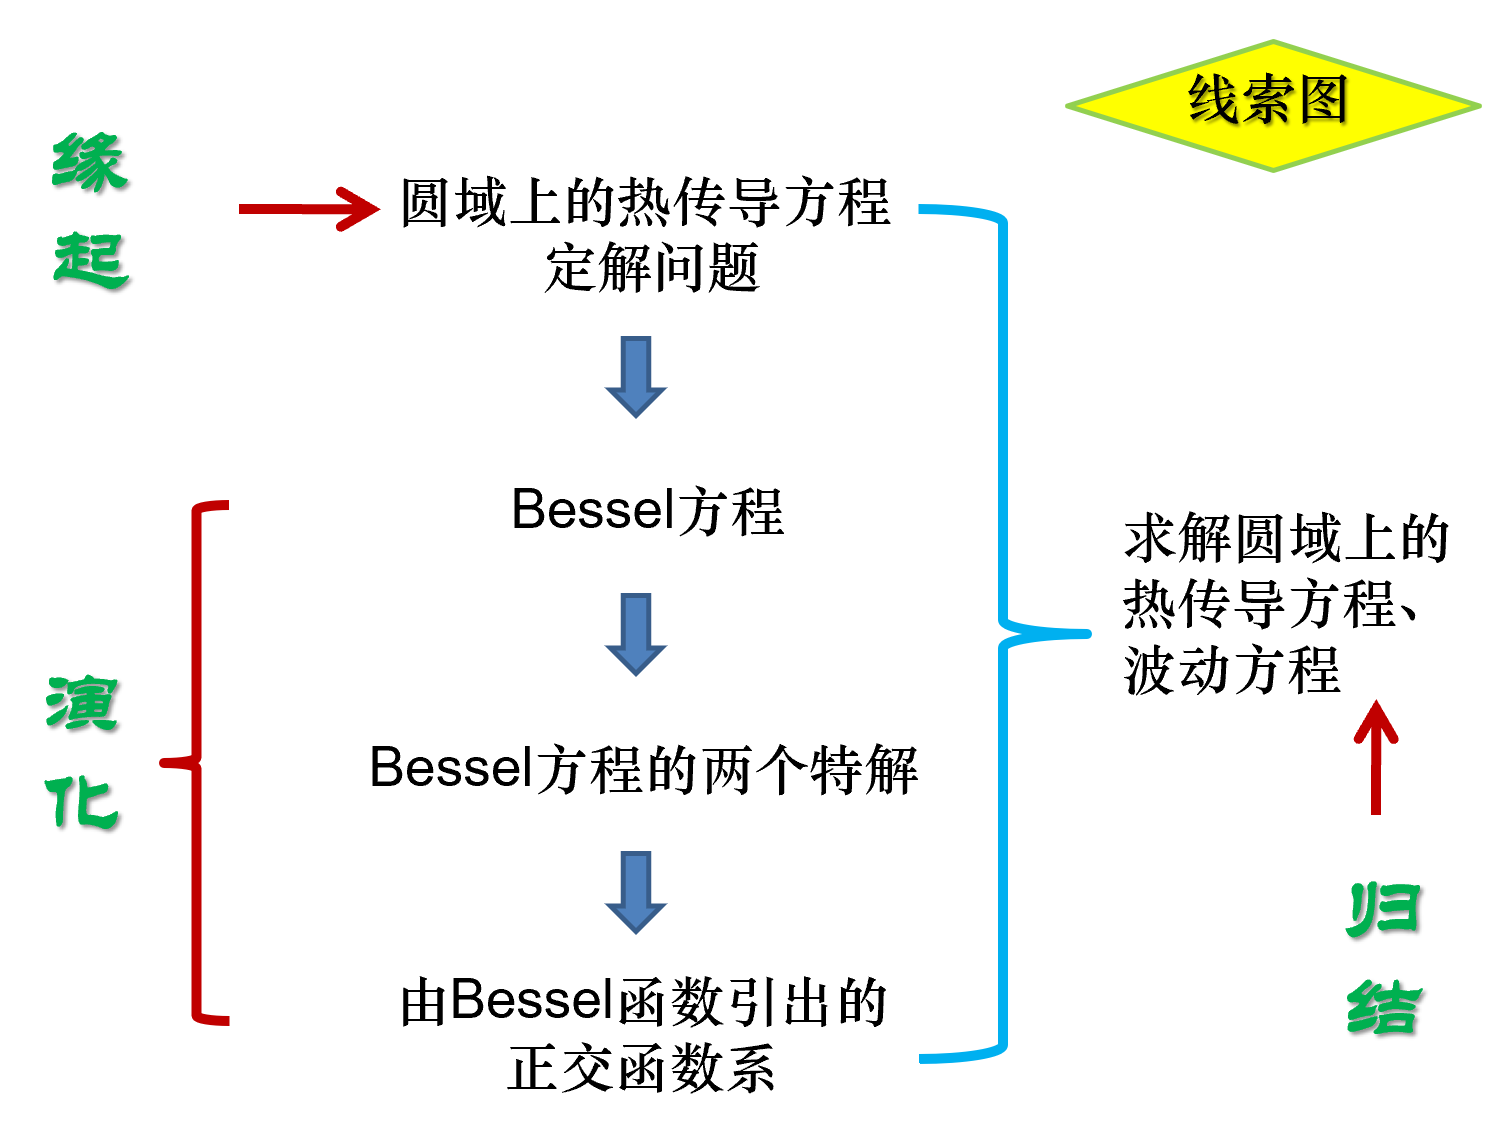 线索图
缘
起
圆域上的热传导方程
定解问题
Bessel方程
求解圆域上的
热传导方程、
波动方程
演
化
Bessel方程的两个特解
归
结
由Bessel函数引出的
正交函数系